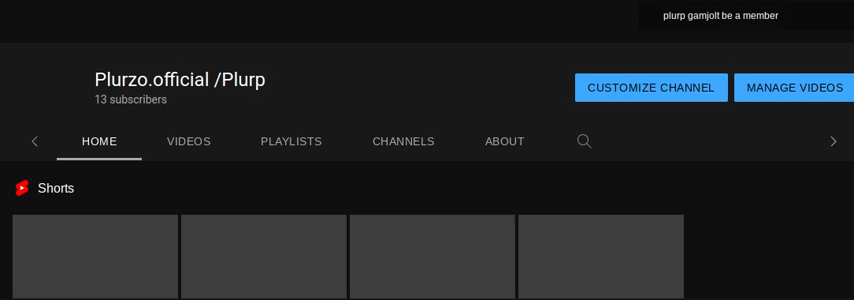 plurp gamjolt be a member
Plurzo.official /Plurp
13 subscribers
CUSTOMIZE CHANNEL
MANAGE VIDEOS
HOME
VIDEOS
PLAYLISTS
CHANNELS
ABOUT
Shorts